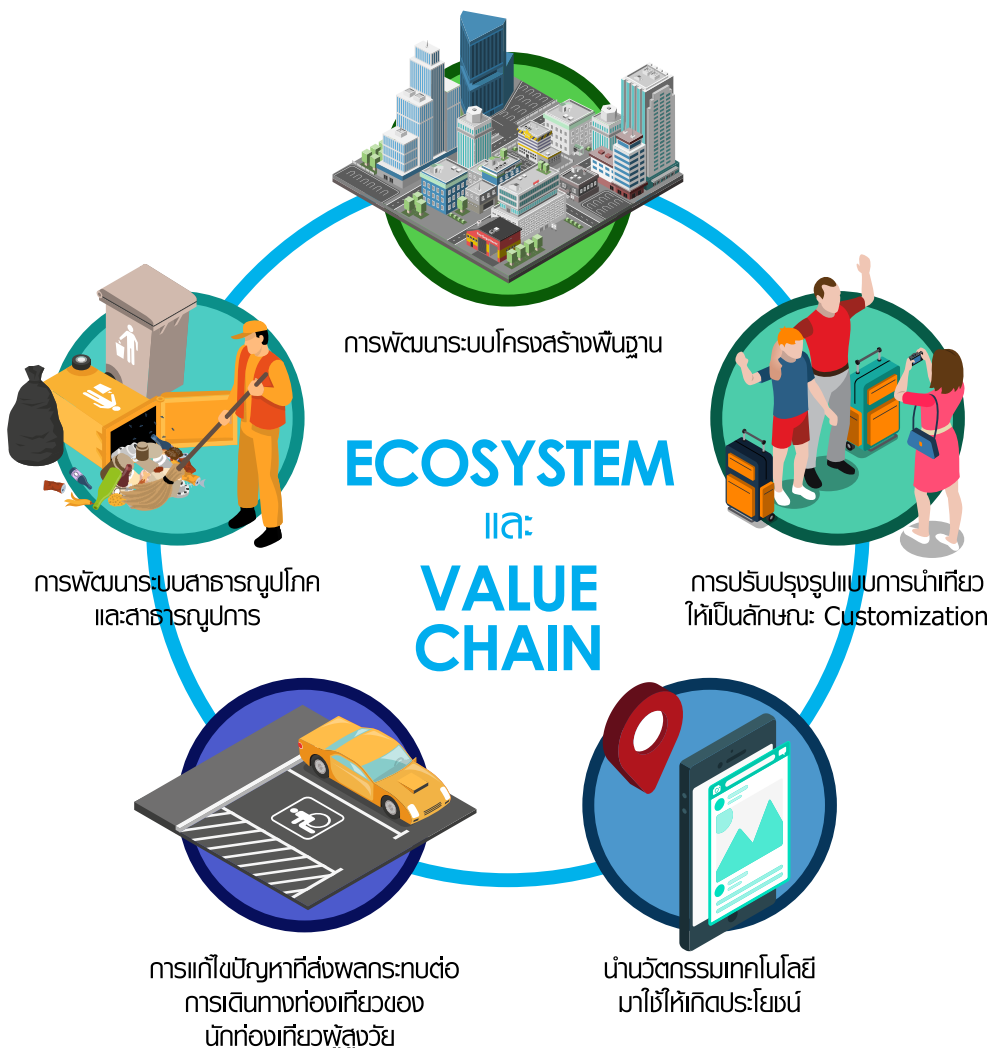 การพัฒนาระบบโครงสร้างพื้นฐาน
ECOSYSTEM
และ
VALUE
CHAIN
การปรับปรุงรูปแบบการนำเที่ยว
ให้เป็นลักษณะ Customization
นำนวัตกรรมเทคโนโลยี
มาใช้ให้เกิดประโยชน์
การแก้ไขปัญหาที่ส่งผลกระทบต่อ
การเดินทางท่องเที่ยวของ
นักท่องเที่ยวผู้สูงวัย
การพัฒนาระบบสาธารณูปโภค
และสาธารณูปการ